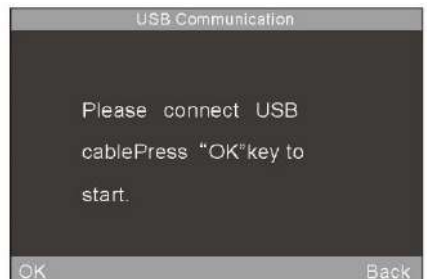 USB Communication
Please connect USB
cablePress “OK”key to
start.
OK Back